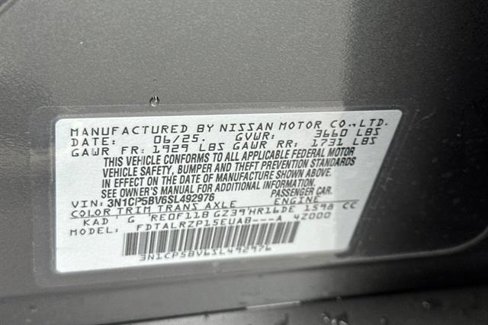 MANUFACTURED BY NISSAN MOTOR CO.,LTD.
DATE: 06/25. GVWR: 3660 LBS
GAWR FR: 1929 LBS GAWR RR: 1731 LBS
THIS VEHICLE CONFORMS TO ALL APPLICABLE FEDERAL MOTOR
VEHICLE SAFETY, BUMPER, AND THEFT PREVENTION STANDARDS
IN EFFECT ON THE DATE OF MANUFACTURE SHOWN ABOVE.
SEE OWNER'S MANUAL FOR ADDITIONAL INFORMATION.
VIN: 3N1CP5BV6SL492976 PASSENGER CAR
COLOR TRIM TRANS AXLE ENGINE
KAD G RE0F11B GZ39 HR16DE 1598 CC
MODEL: FDTALRZP15EUAB---A 4Z000
3N1CP5BV6SL492976